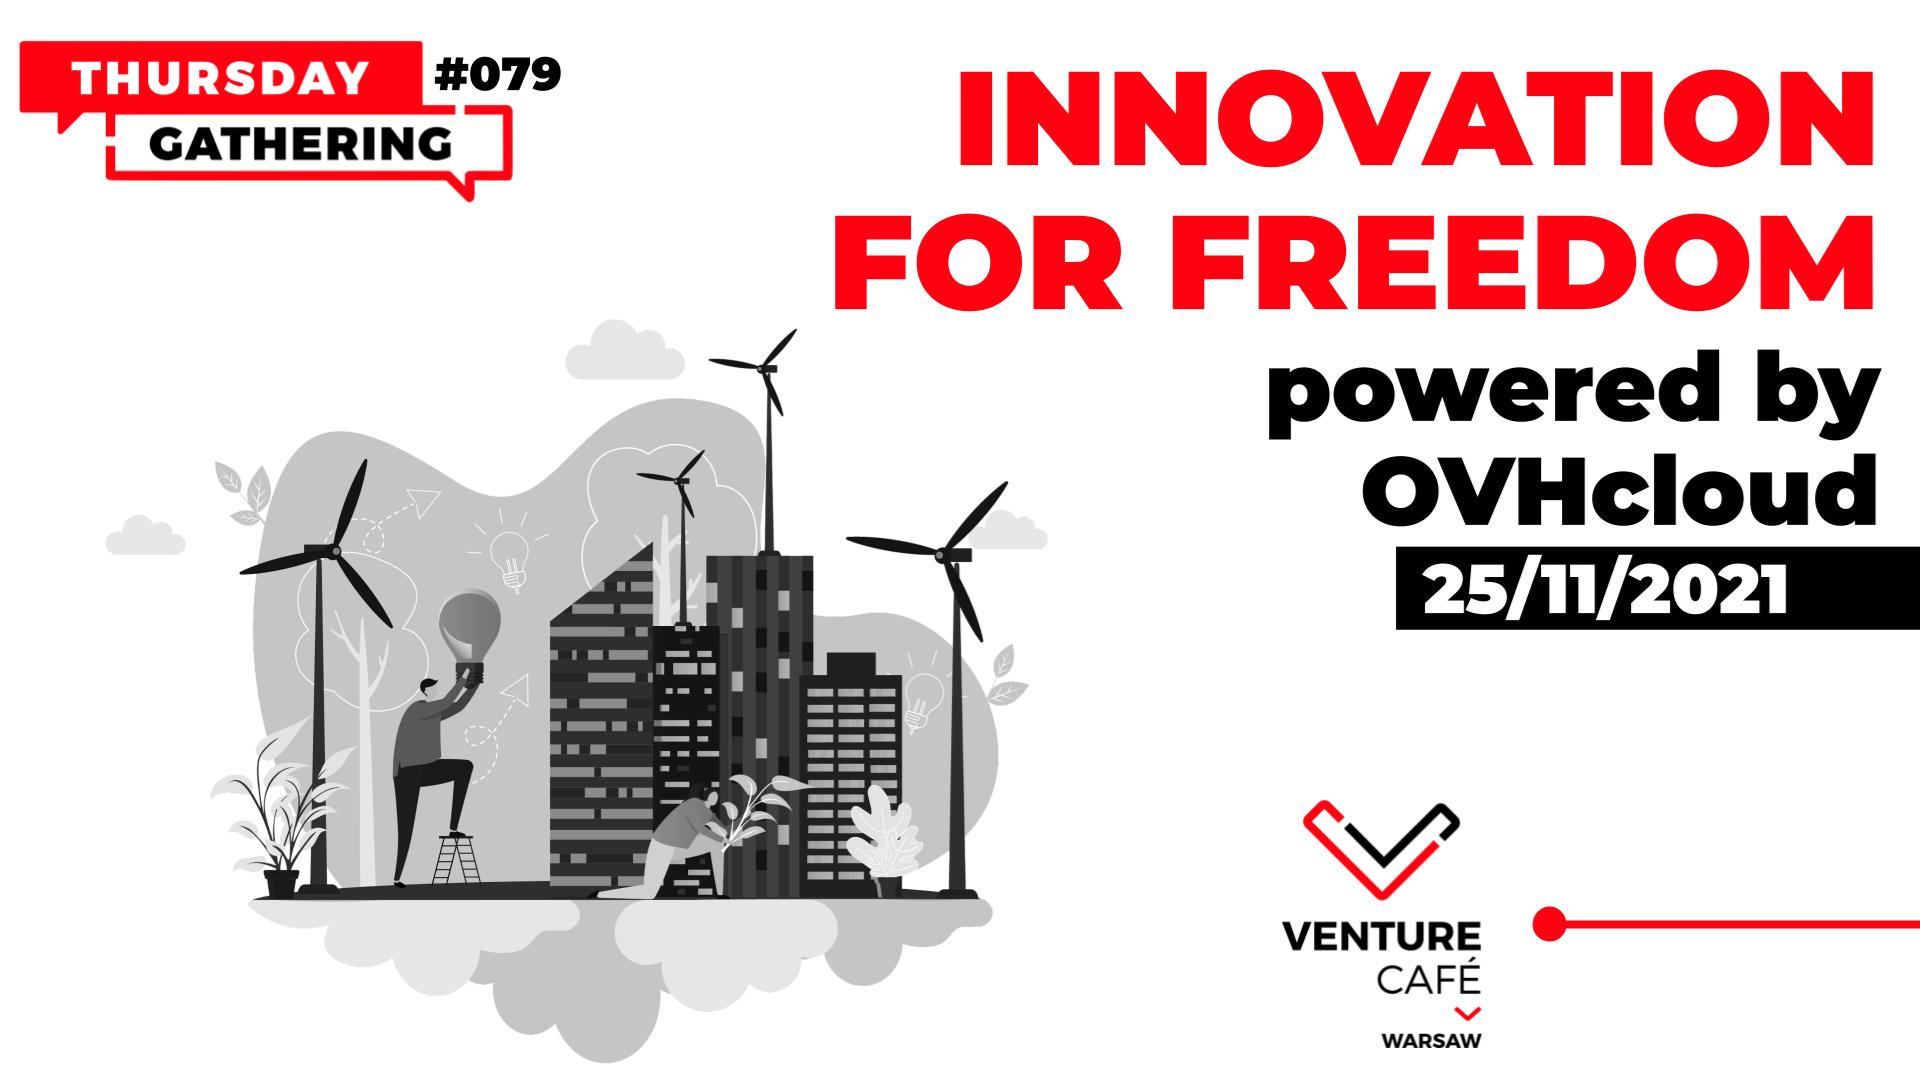 THURSDAY
#079
GATHERING
INNOVATION
FOR FREEDOM
powered by
OVHcloud
25/11/2021
VENTURE
CAFÉ
WARSAW